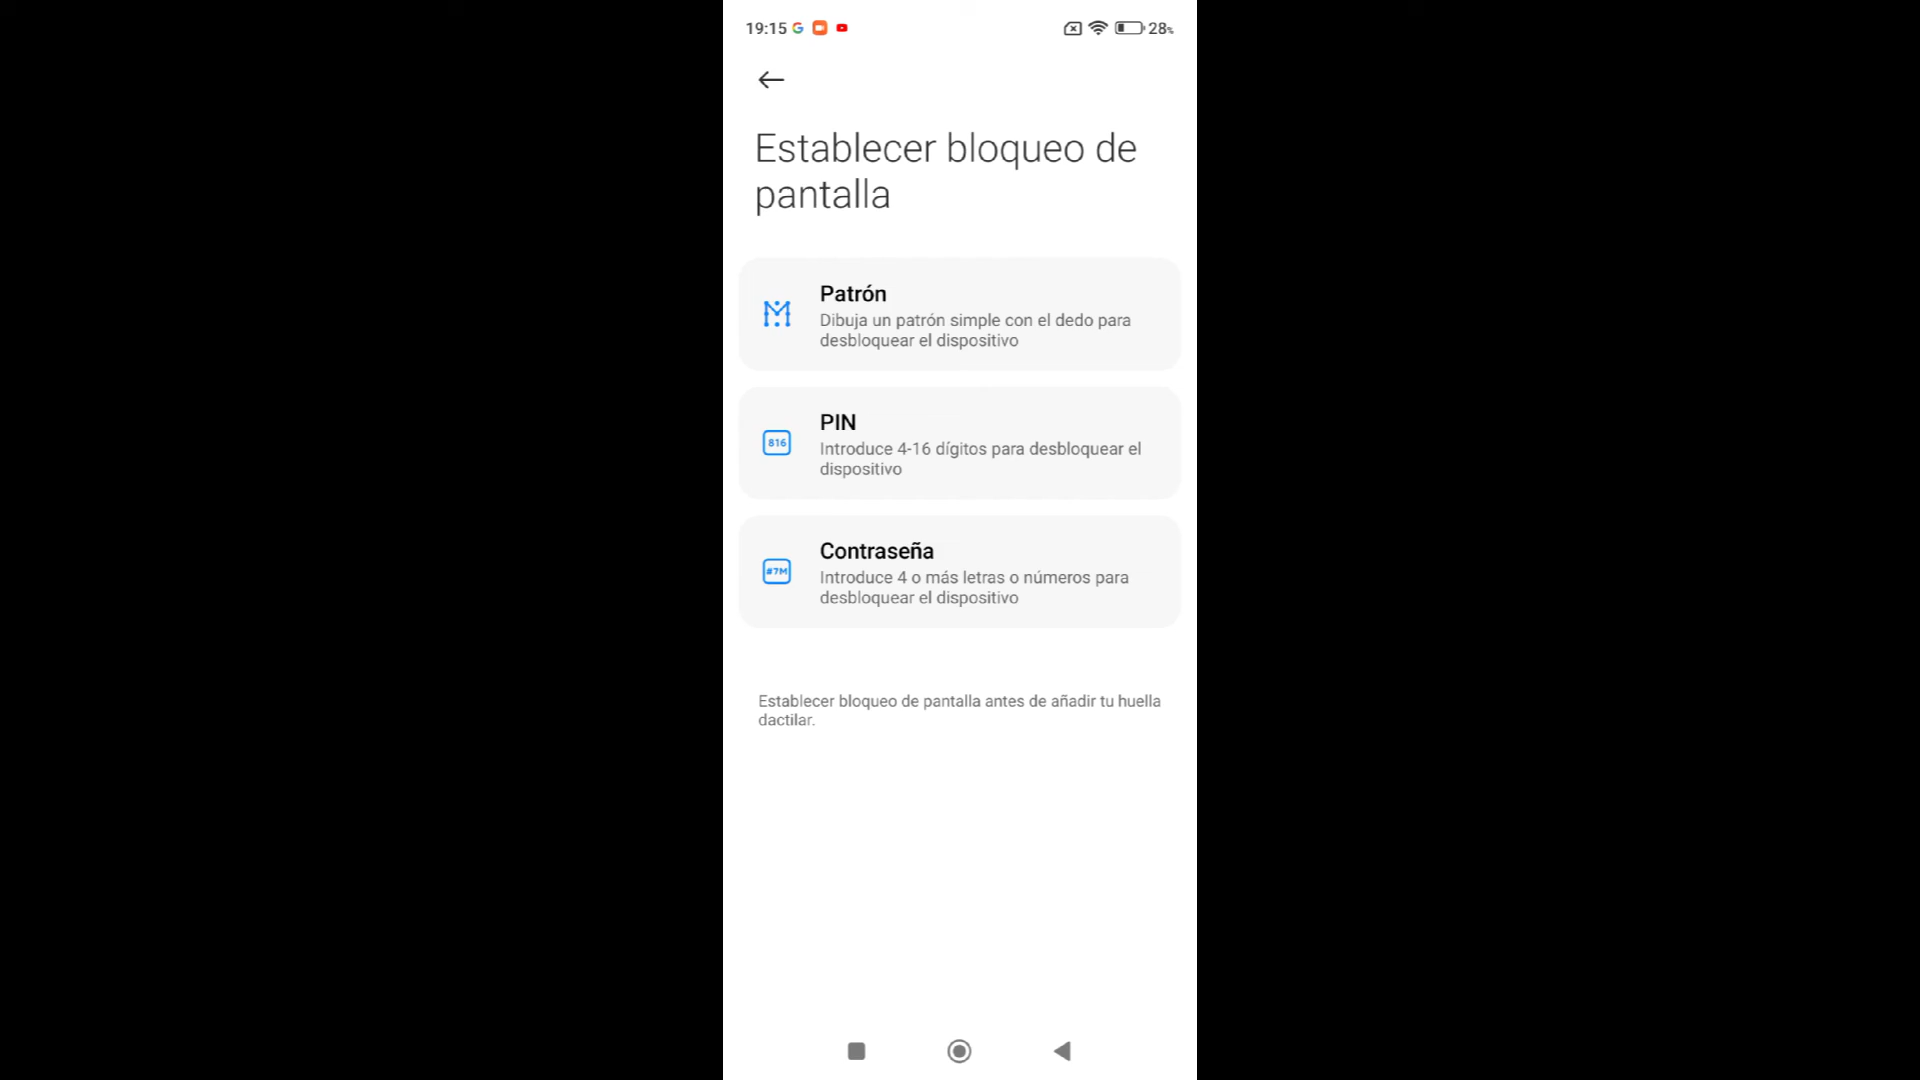 19:15 28%
Establecer bloqueo de
pantalla
Patrón
Dibuja un patrón simple con el dedo para
desbloquear el dispositivo
816
PIN
Introduce 4-16 dígitos para desbloquear el
dispositivo
#7M
Contraseña
Introduce 4 o más letras o números para
desbloquear el dispositivo
Establecer bloqueo de pantalla antes de añadir tu huella
dactilar.